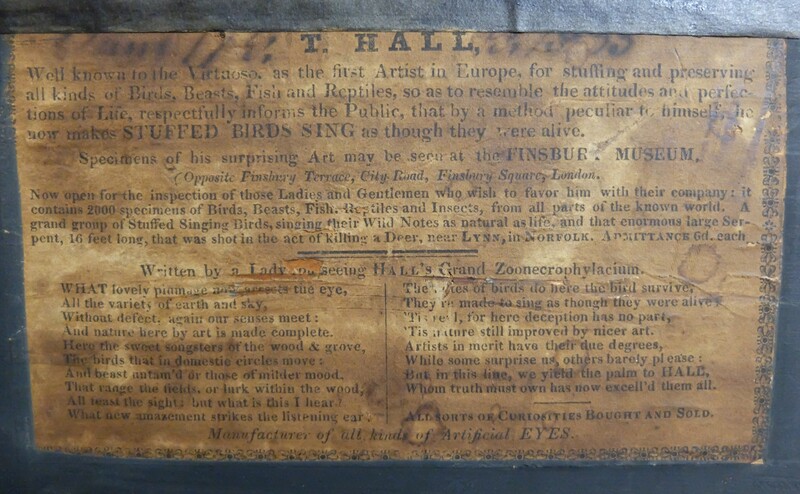 T. HALL,
Well known to the Virtuoso, as the first Artist in Europe, for stuffing and preserving
all kinds of Birds, Beasts, Fish and Reptiles, so as to resemble the attitudes and perfec-
tions of Life, respectfully informs the Public, that by a method peculiar to himself, he
now makes STUFFED BIRDS SING as though they were alive.
Specimens of his surprising Art may be seen at the FINSBURY MUSEUM,
(Opposite Finsbury Terrace, City Road, Finsbury Square, London.
Now open for the inspection of those Ladies and Gentlemen who wish to favor him with their company: it
contains 2000 specimens of Birds, Beasts, Fish, Reptiles and Insects, from all parts of the known world. A
grand group of Stuffed Singing Birds, singing their Wild Notes as natural as life, and that enormous large Ser-
pent, 16 feet long, that was shot in the act of killing a Deer, near LYNN, in NORFOLK. ADMITTANCE 6d. each
Written by a Lady on seeing HALL'S Grand Zoonecrophylacium.
WHAT lovely plumage now arrests the eye,
All the variety of earth and sky,
Without defect, again our senses meet:
And nature here by art is made complete.
Here the sweet songsters of the wood & grove,
The birds that in domestic circles move:
And beast untam'd or those of milder mood,
That range the fields, or lurk within the wood,
All feast the sight; but what is this I hear?
What new amazement strikes the listening ear.
The of birds do here the bird survive,
They're made to sing as though they were alive
'Tis real, for here deception has no part,
'Tis nature still improved by nicer art.
Artists in merit have their due degrees,
While some surprise us, others barely please:
But in this line, we yield the palm to HALL,
Whom truth must own has now excell'd them all.
ALL SORTS OF CURIOSITIES BOUGHT AND SOLD.
Manufacturer of all kinds of Artificial EYES.